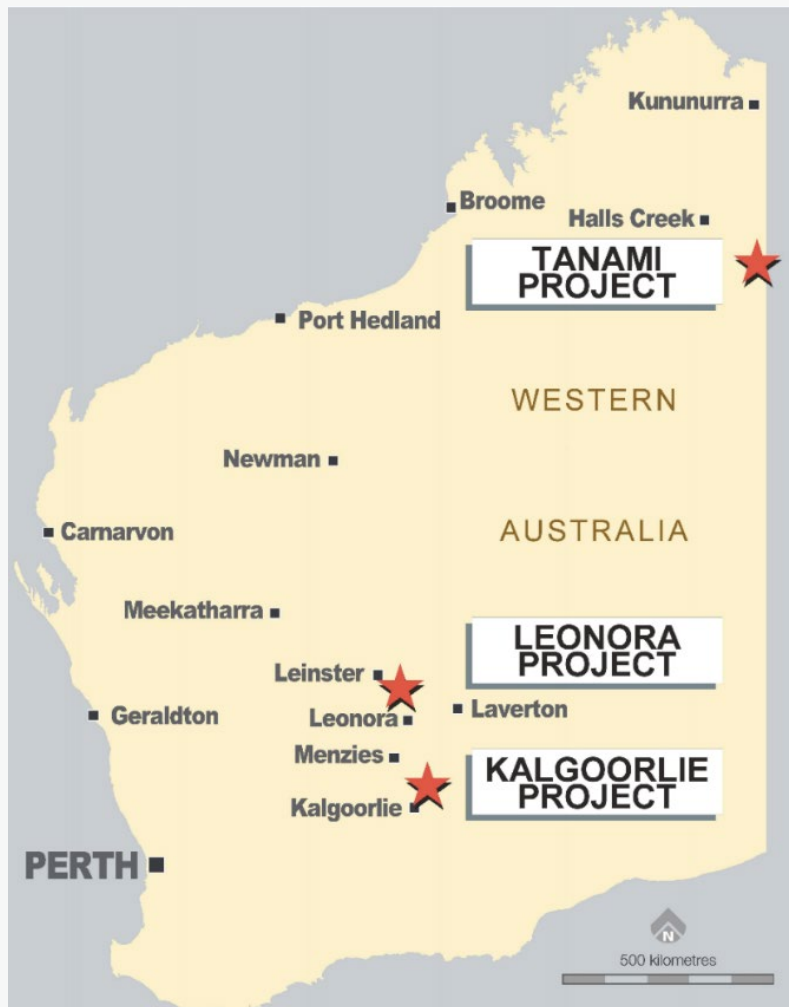 Kununurra
Broome
Halls Creek
TANAMI
PROJECT
Port Hedland
WESTERN
Newman
AUSTRALIA
Carnarvon
Meekatharra
LEONORA
PROJECT
Leinster
Laverton
Geraldton
Leonora
Menzies
KALGOORLIE
PROJECT
Kalgoorlie
PERTH
N
500 kilometres